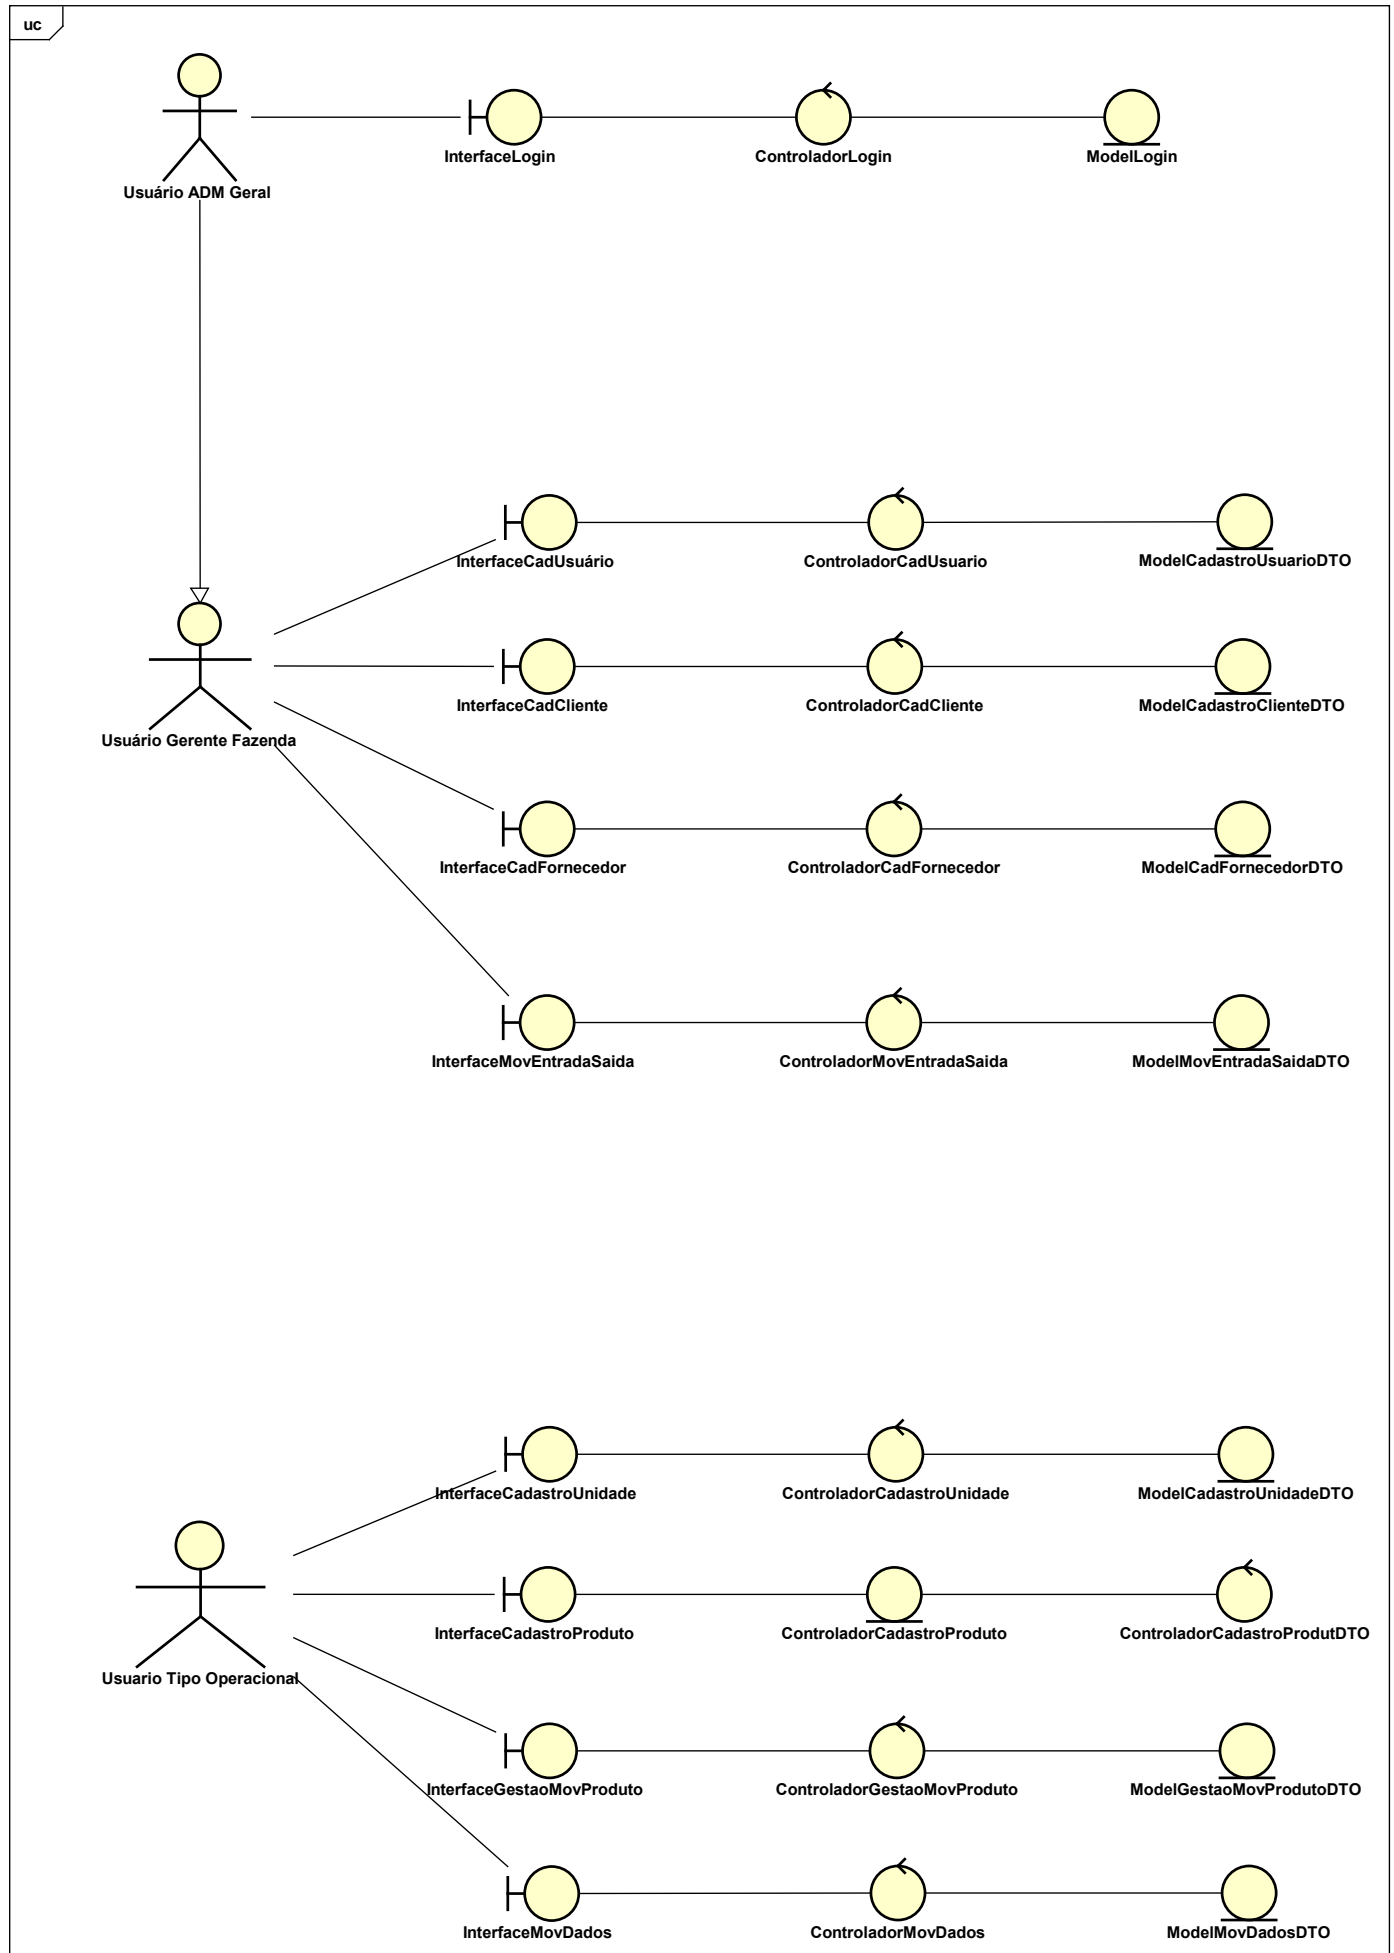 uc
InterfaceLogin
ControladorLogin
ModelLogin
Usuário ADM Geral
InterfaceCadUsuário
ControladorCadUsuario
ModelCadastroUsuarioDTO
InterfaceCadCliente
ControladorCadCliente
ModelCadastroClienteDTO
Usuário Gerente Fazenda
InterfaceCadFornecedor
ControladorCadFornecedor
ModelCadFornecedorDTO
InterfaceMovEntradaSaida
ControladorMovEntradaSaida
ModelMovEntradaSaidaDTO
InterfaceCadastroUnidade
ControladorCadastroUnidade
ModelCadastroUnidadeDTO
InterfaceCadastroProduto
ControladorCadastroProduto
ControladorCadastroProdutDTO
Usuario Tipo Operacional
InterfaceGestaoMovProduto
ControladorGestaoMovProduto
ModelGestaoMovProdutoDTO
InterfaceMovDados
ControladorMovDados
ModelMovDadosDTO